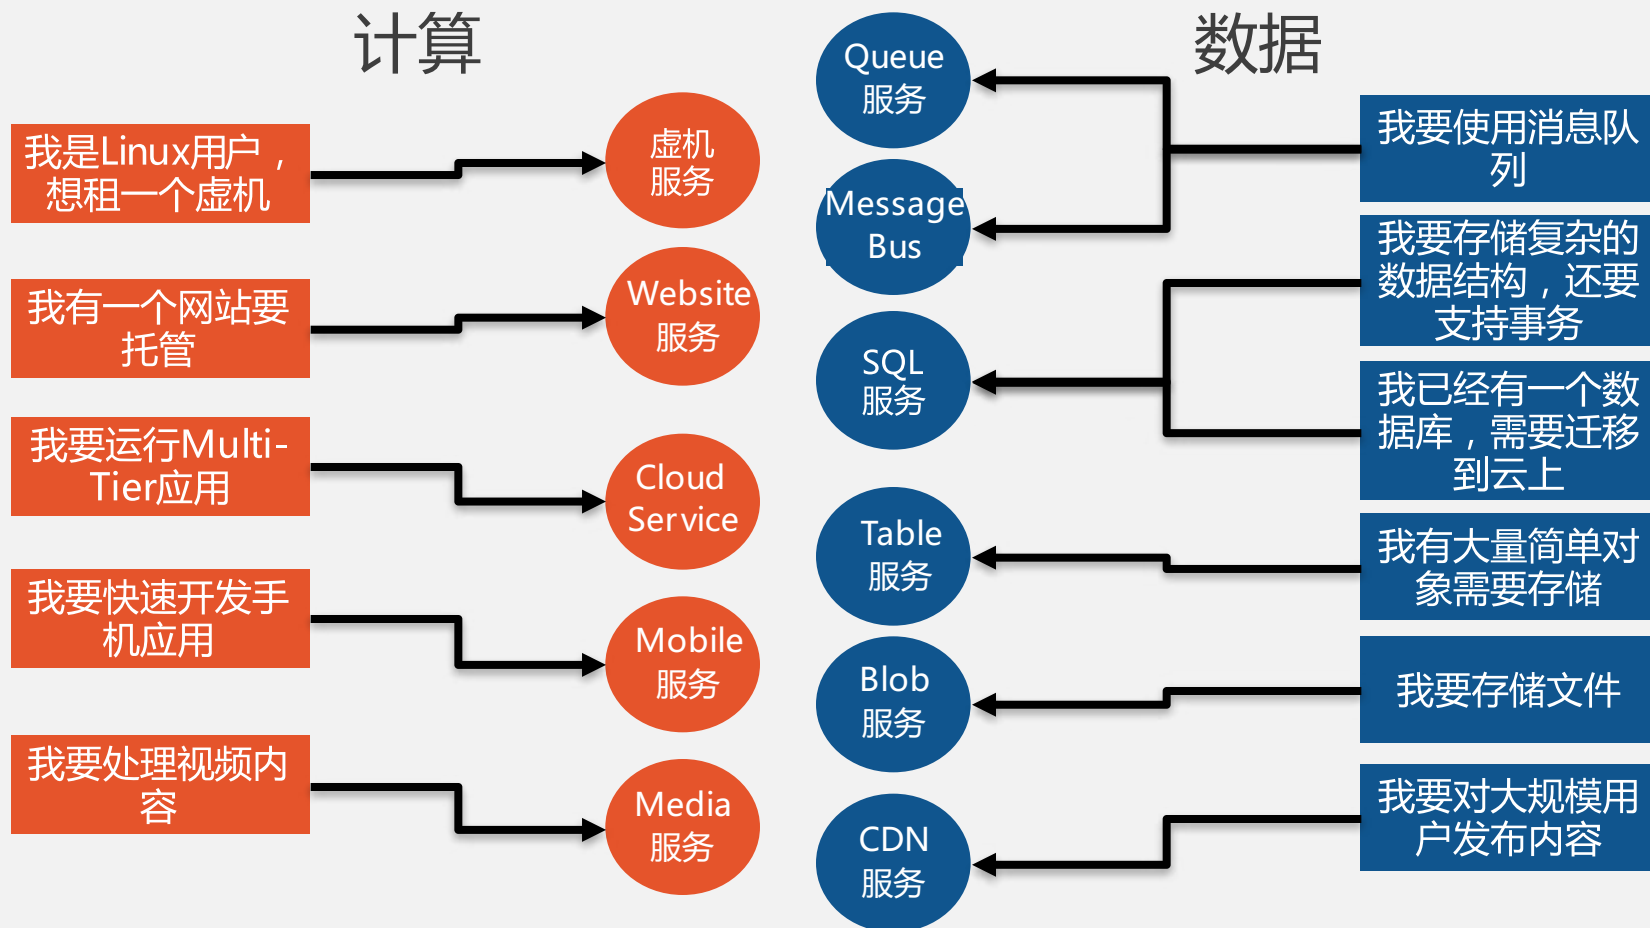 计算
我是Linux用户，
想租一个虚机
虚机
服务
我有一个网站要
托管
Website
服务
我要运行Multi-
Tier应用
Cloud
Service
我要快速开发手
机应用
Mobile
服务
我要处理视频内
容
Media
服务
数据
Queue
服务
Message
Bus
我要使用消息队
列
SQL
服务
我要存储复杂的
数据结构，还要
支持事务
我已经有一个数
据库，需要迁移
到云上
Table
服务
我有大量简单对
象需要存储
Blob
服务
我要存储文件
CDN
服务
我要对大规模用
户发布内容